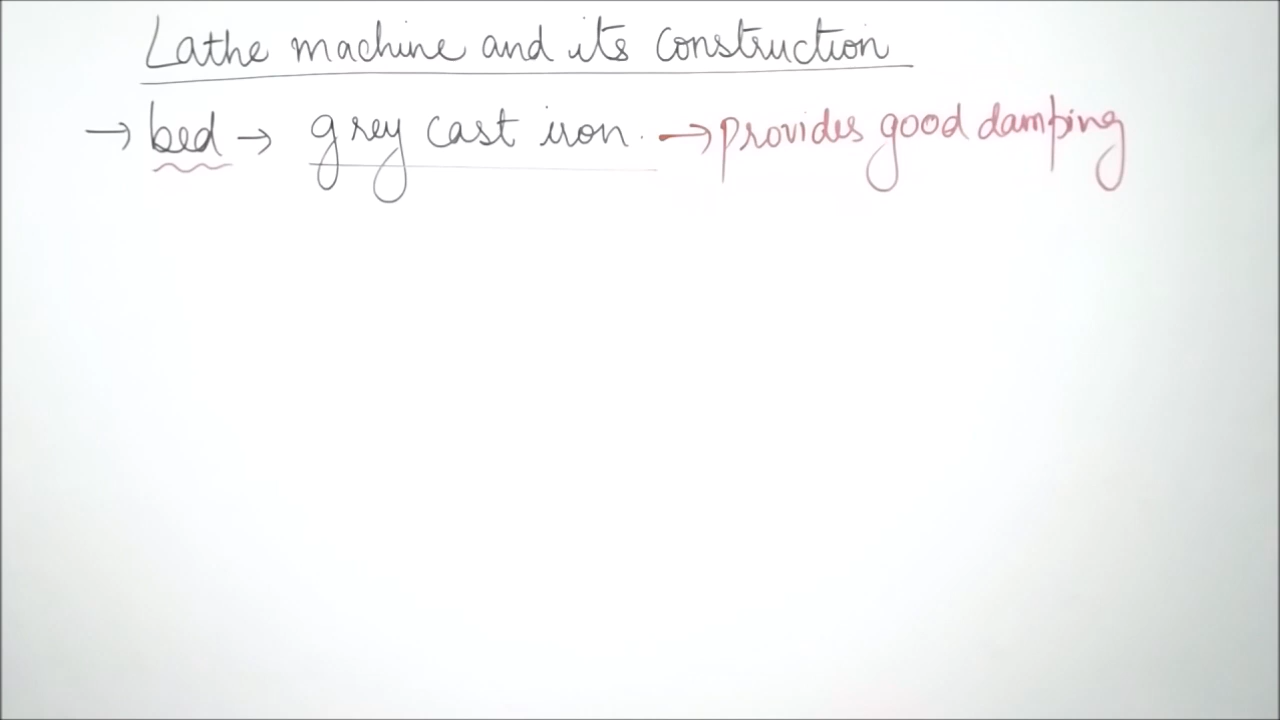 Lathe machine and its construction
→ bed → grey cast iron. → provides good damping